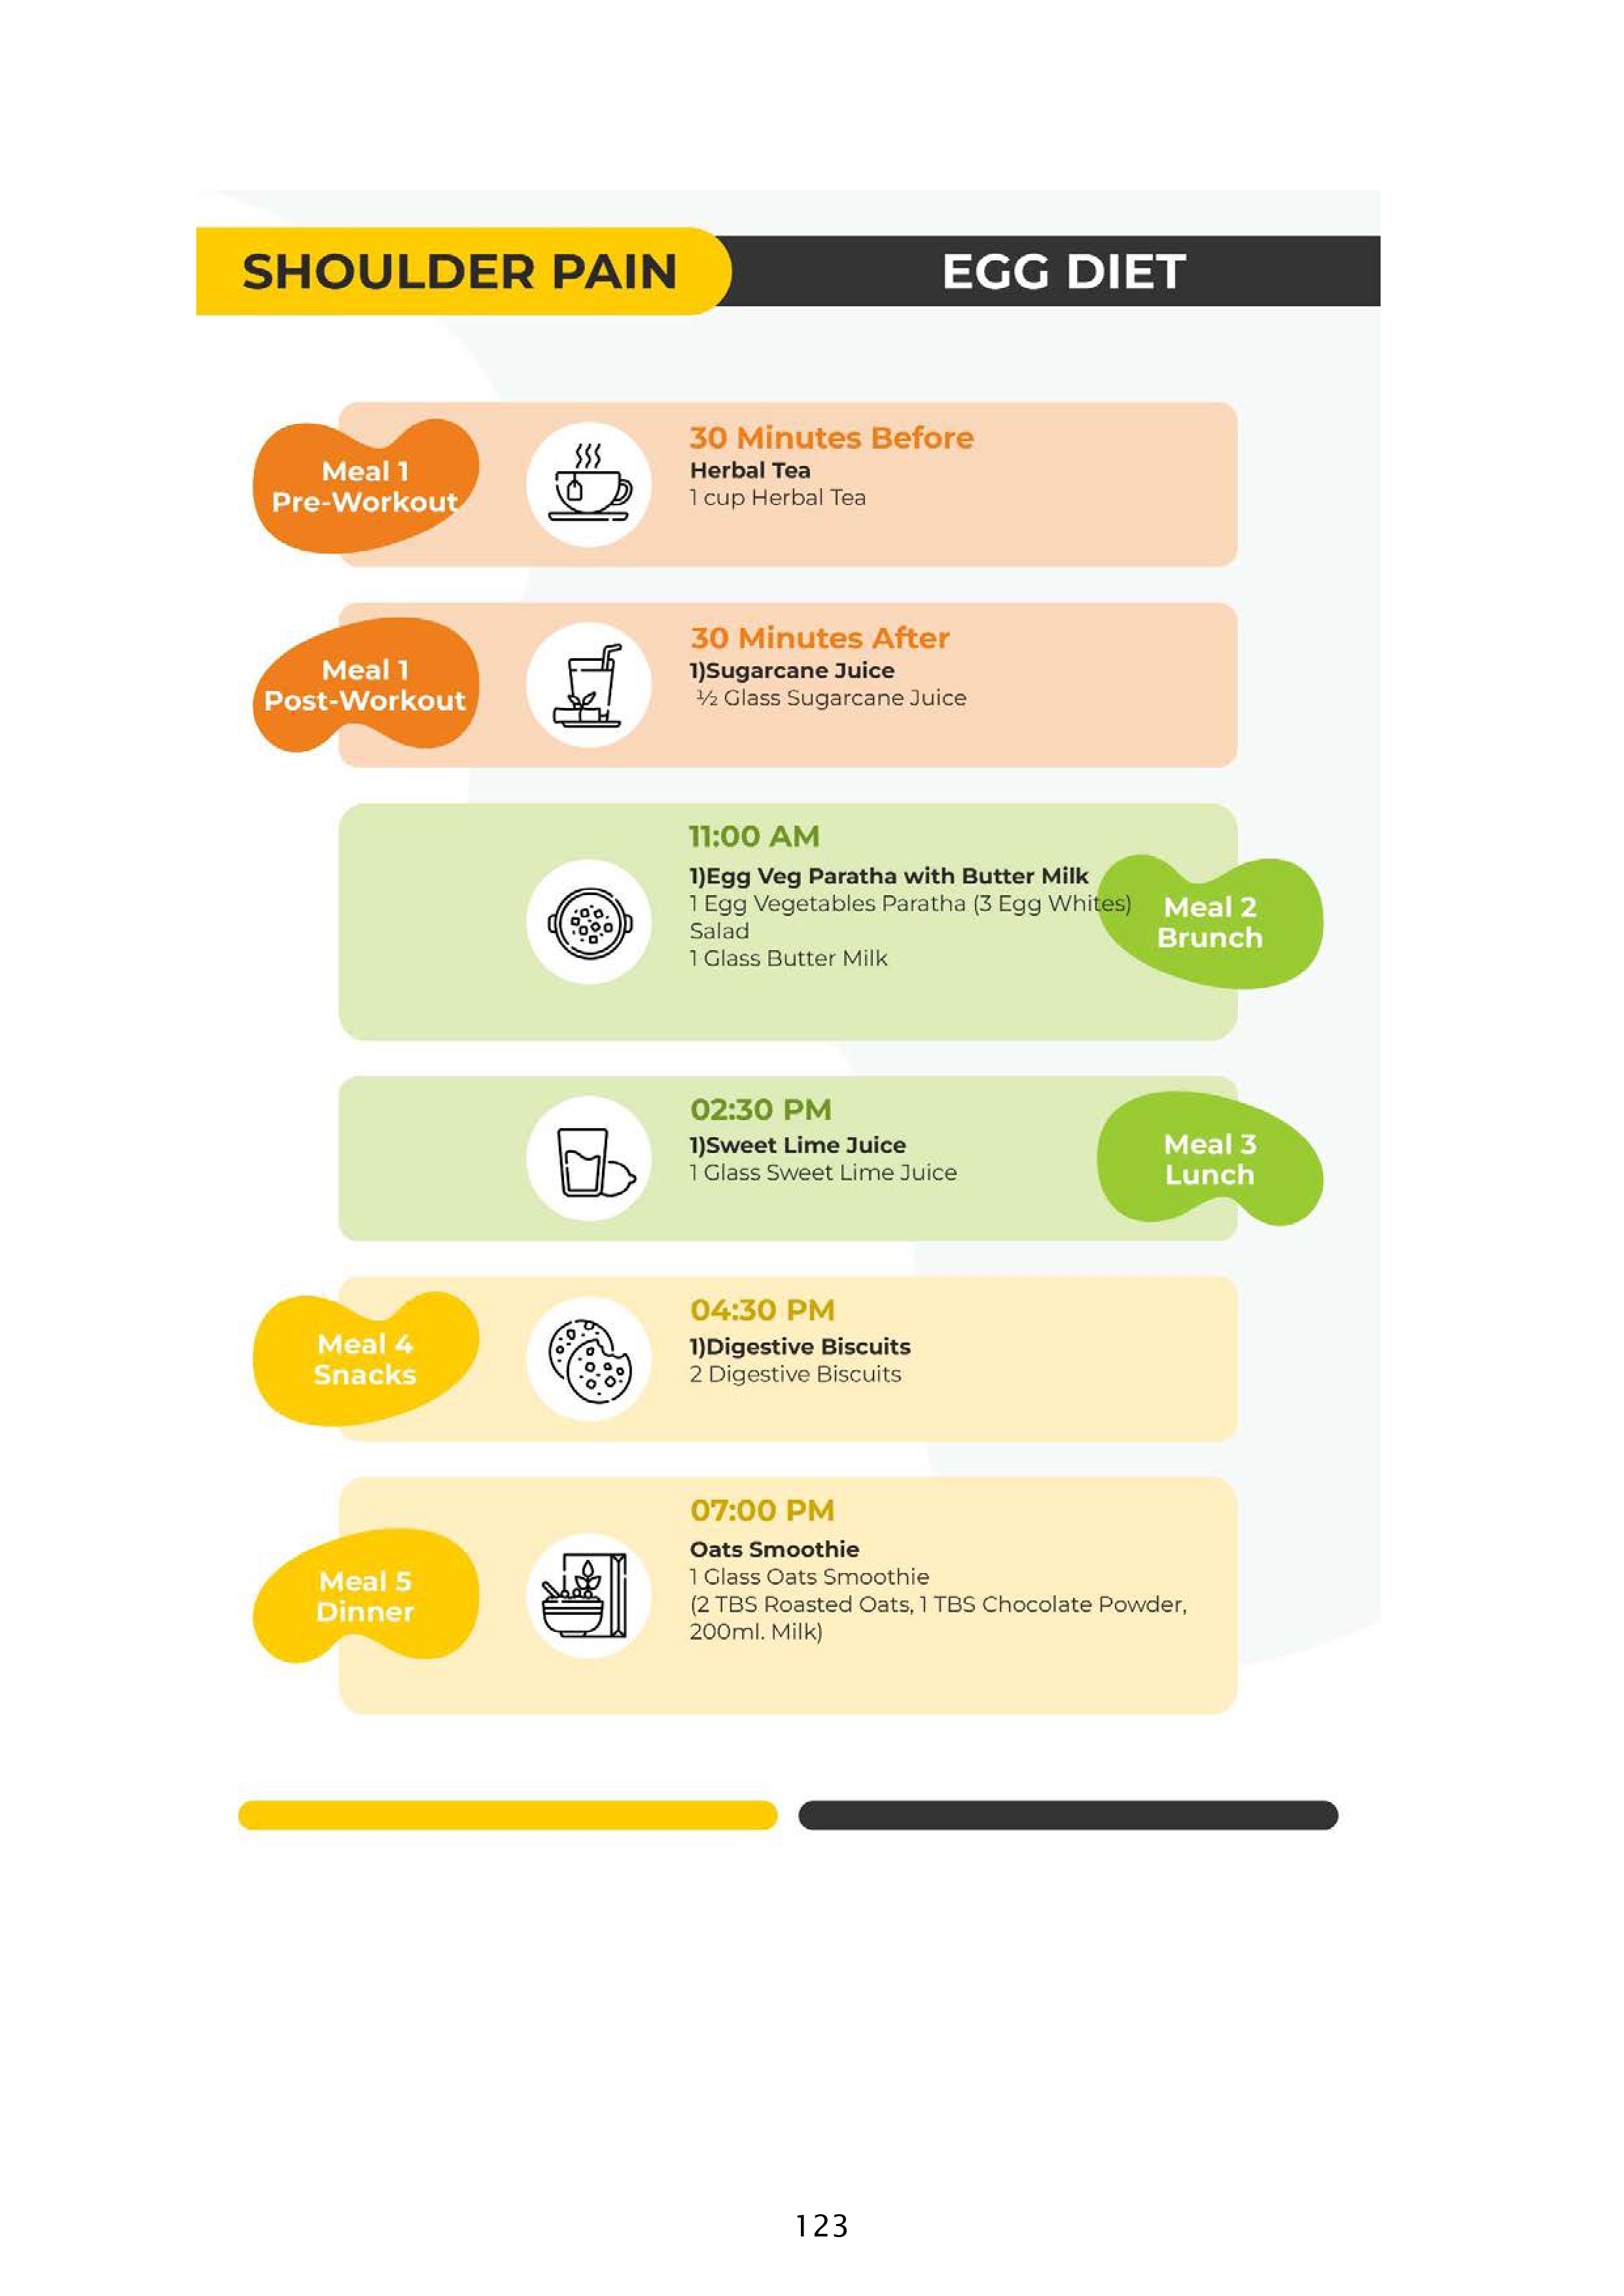 SHOULDER PAIN
EGG DIET
Meal 1
Pre-Workout
30 Minutes Before
Herbal Tea
1 cup Herbal Tea
Meal 1
Post-Workout
30 Minutes After
1)Sugarcane Juice
½ Glass Sugarcane Juice
11:00 AM
1)Egg Veg Paratha with Butter Milk
1 Egg Vegetables Paratha (3 Egg Whites)
Salad
1 Glass Butter Milk
Meal 2
Brunch
02:30 PM
1)Sweet Lime Juice
1 Glass Sweet Lime Juice
Meal 3
Lunch
Meal 4
Snacks
04:30 PM
1)Digestive Biscuits
2 Digestive Biscuits
Meal 5
Dinner
07:00 PM
Oats Smoothie
1 Glass Oats Smoothie
(2 TBS Roasted Oats, 1 TBS Chocolate Powder,
200ml. Milk)
123